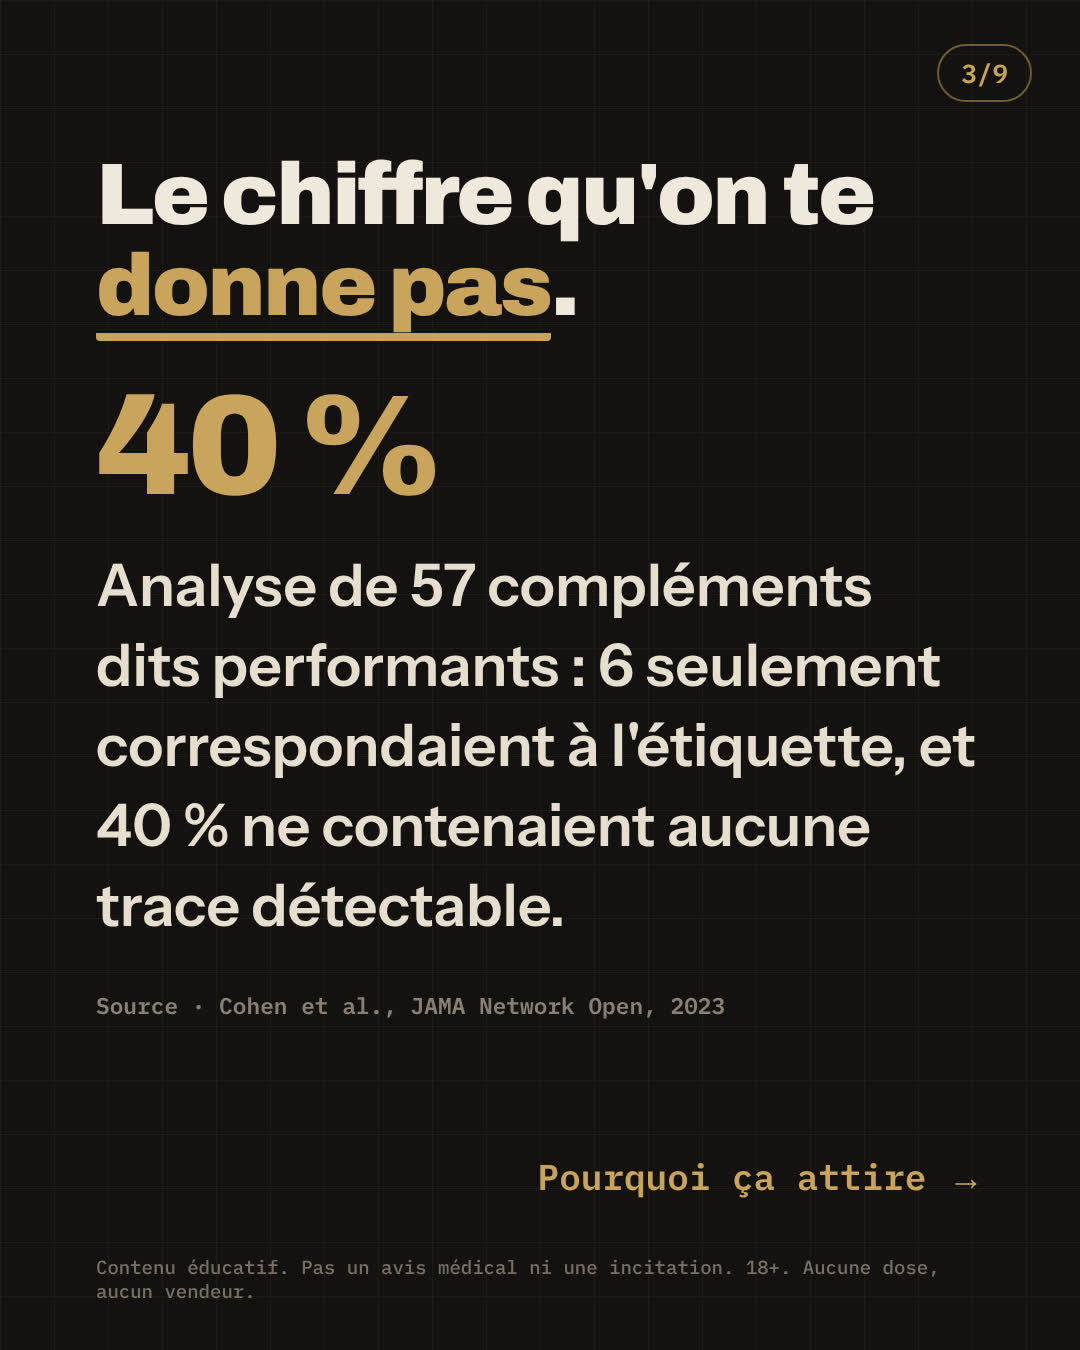 3/9
Le chiffre qu'on te
donne pas.
40 %
Analyse de 57 compléments
dits performants : 6 seulement
correspondaient à l'étiquette, et
40 % ne contenaient aucune
trace détectable.
Source · Cohen et al., JAMA Network Open, 2023
Pourquoi ça attire →
Contenu éducatif. Pas un avis médical ni une incitation. 18+. Aucune dose,
aucun vendeur.